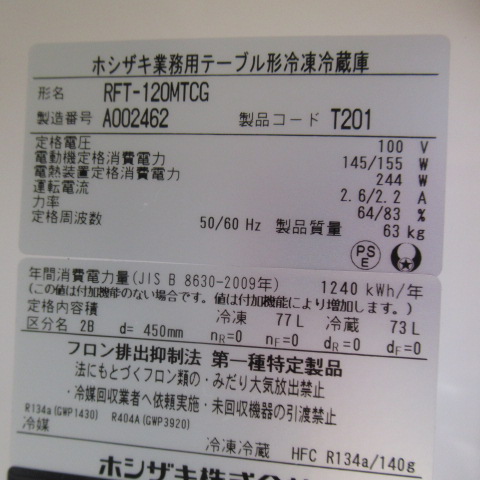 ホシザキ業務用テーブル形冷凍冷蔵庫
形名 RFT-120MTCG
製造番号 A002462 製品コード T201
定格電圧 100 V
電動機定格消費電力 145/155 W
電熱装置定格消費電力 244 W
運転電流 2.6/2.2 A
力率 64/83 %
定格周波数 50/60 Hz 製品質量 63 kg
PS
E
年間消費電力量(JIS B 8630-2009年) 1240 kWh/年
(この値は付加機能のない場合です。値は付加機能により増加します。)
定格内容積 冷凍 77 L 冷蔵 73 L
区分名 2B d= 450mm nR=0 nF=0 dR=0 dF=0
フロン排出抑制法 第一種特定製品
法にもとづくフロン類の・みだり大気放出禁止
・冷媒回収業者へ依頼実施・未回収機器の引渡禁止
R134a(GWP1430) R404A(GWP3920)
冷媒 冷凍冷蔵 HFC R134a/140g
ホシザキ株式会